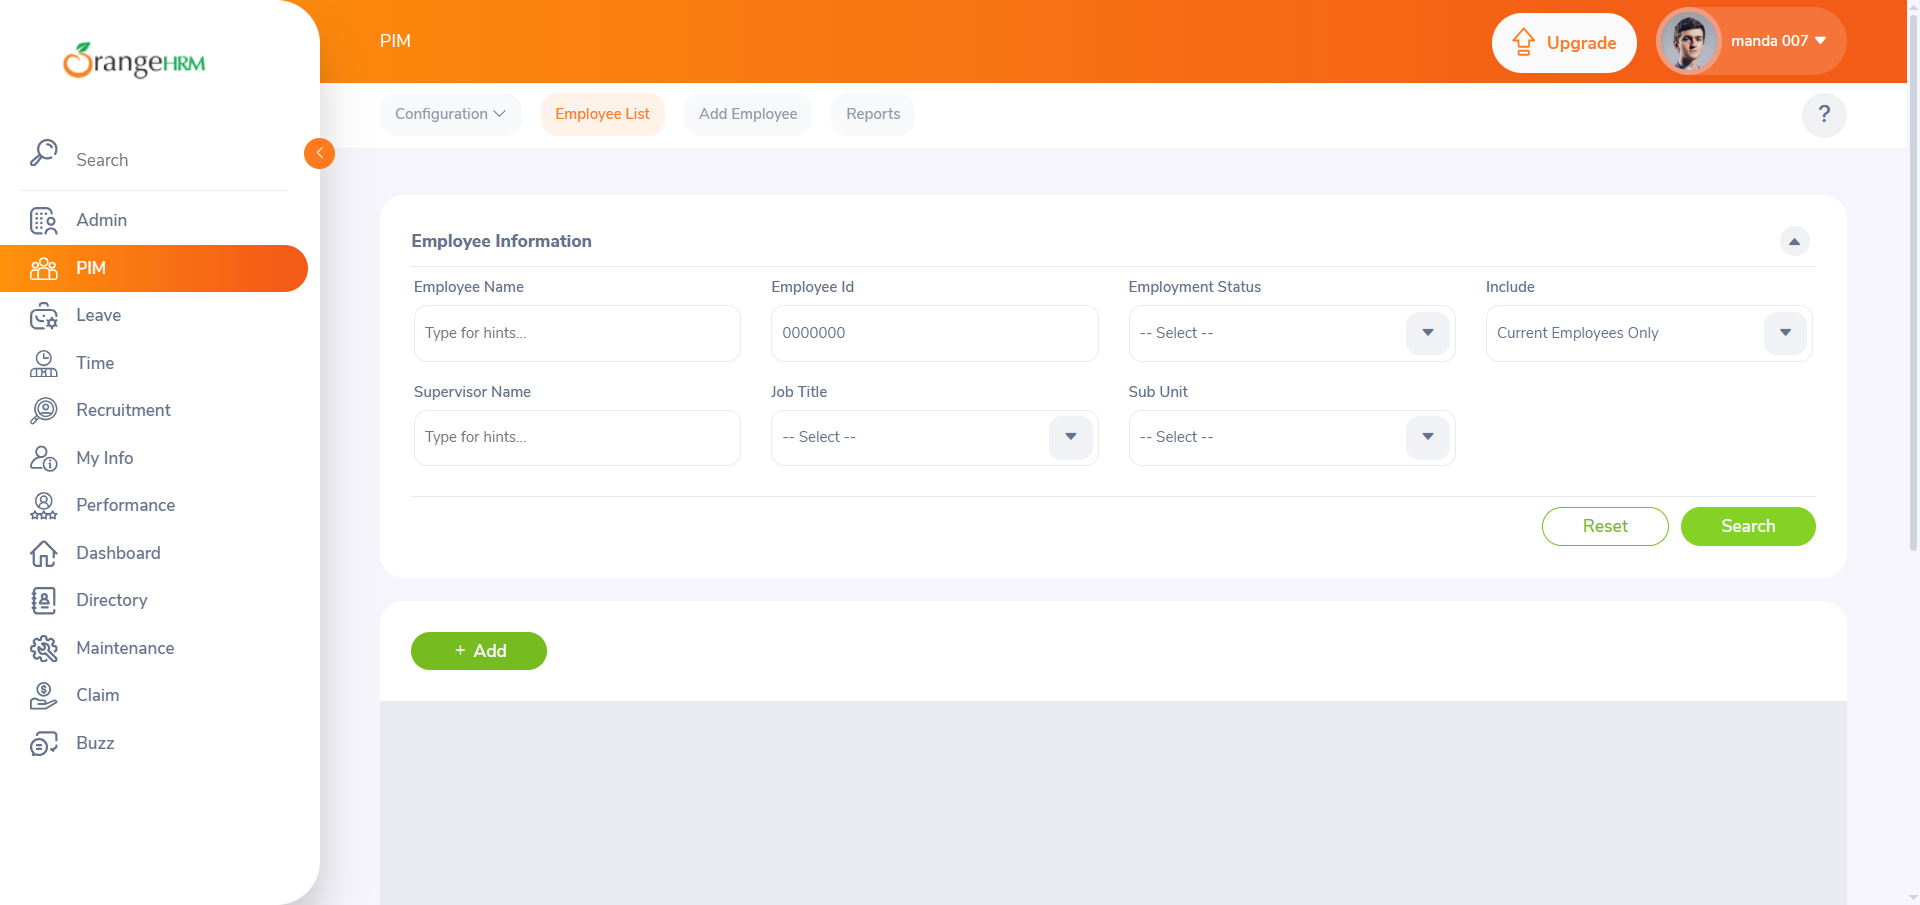 OrangeHRM
PIM
Upgrade
manda 007
Configuration
Employee List
Add Employee
Reports
?
Search
Admin
PIM
Leave
Time
Recruitment
My Info
Performance
Dashboard
Directory
Maintenance
Claim
Buzz
Employee Information
Employee Name
Employee Id
Employment Status
Include
Type for hints...
0000000
-- Select --
Current Employees Only
Supervisor Name
Job Title
Sub Unit
Type for hints...
-- Select --
-- Select --
Reset
Search
+ Add